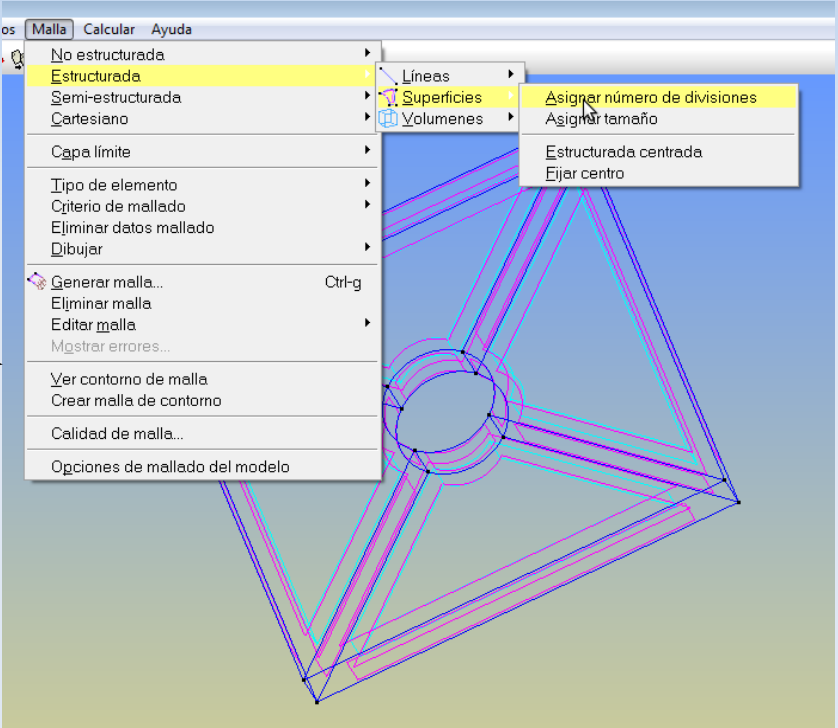 os Malla Calcular Ayuda
No estructurada
Estructurada
Semi-estructurada
Cartesiano
Capa límite
Tipo de elemento
Criterio de mallado
Eliminar datos mallado
Dibujar
Generar malla... Ctrl-g
Eliminar malla
Editar malla
Mostrar errores...
Ver contorno de malla
Crear malla de contorno
Calidad de malla...
Opciones de mallado del modelo
Líneas
Superficies
Volumenes
Asignar número de divisiones
Asignar tamaño
Estructurada centrada
Fijar centro